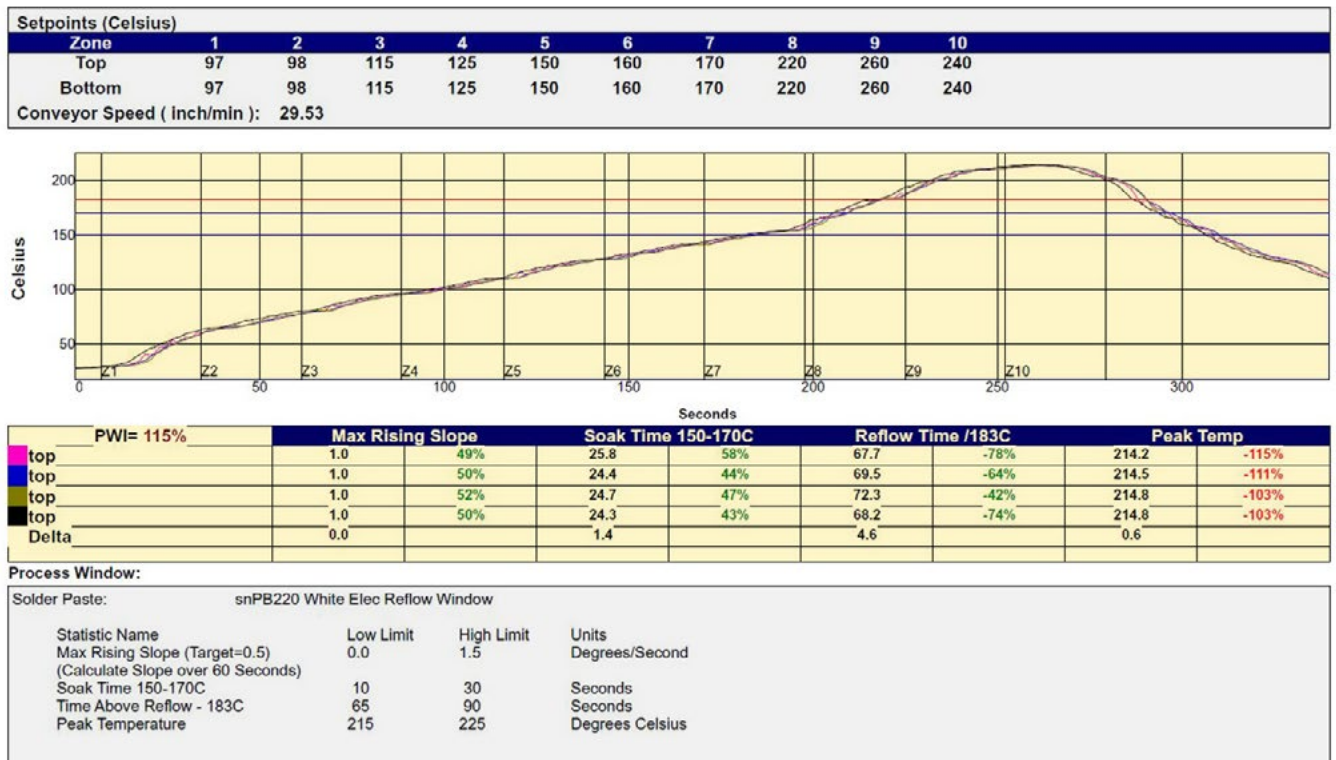 Setpoints (Celsius)
Zone 1 2 3 4 5 6 7 8 9 10
Top 97 98 115 125 150 160 170 220 260 240
Bottom 97 98 115 125 150 160 170 220 260 240
Conveyor Speed ( inch/min ): 29.53
Celsius
200
150
100
50
Z1 Z2 Z3 Z4 Z5 Z6 Z7 Z8 Z9 Z10
0 50 100 150 200 250 300
Seconds
PWI= 115% Max Rising Slope Soak Time 150-170C Reflow Time /183C Peak Temp
top 1.0 49% 25.8 58% 67.7 -78% 214.2 -115%
top 1.0 50% 24.4 44% 69.5 -64% 214.5 -111%
top 1.0 52% 24.7 47% 72.3 -42% 214.8 -103%
top 1.0 50% 24.3 43% 68.2 -74% 214.8 -103%
Delta 0.0 1.4 4.6 0.6
Process Window:
Solder Paste: snPB220 White Elec Reflow Window
Statistic Name Low Limit High Limit Units
Max Rising Slope (Target=0.5) 0.0 1.5 Degrees/Second
(Calculate Slope over 60 Seconds)
Soak Time 150-170C 10 30 Seconds
Time Above Reflow - 183C 65 90 Seconds
Peak Temperature 215 225 Degrees Celsius